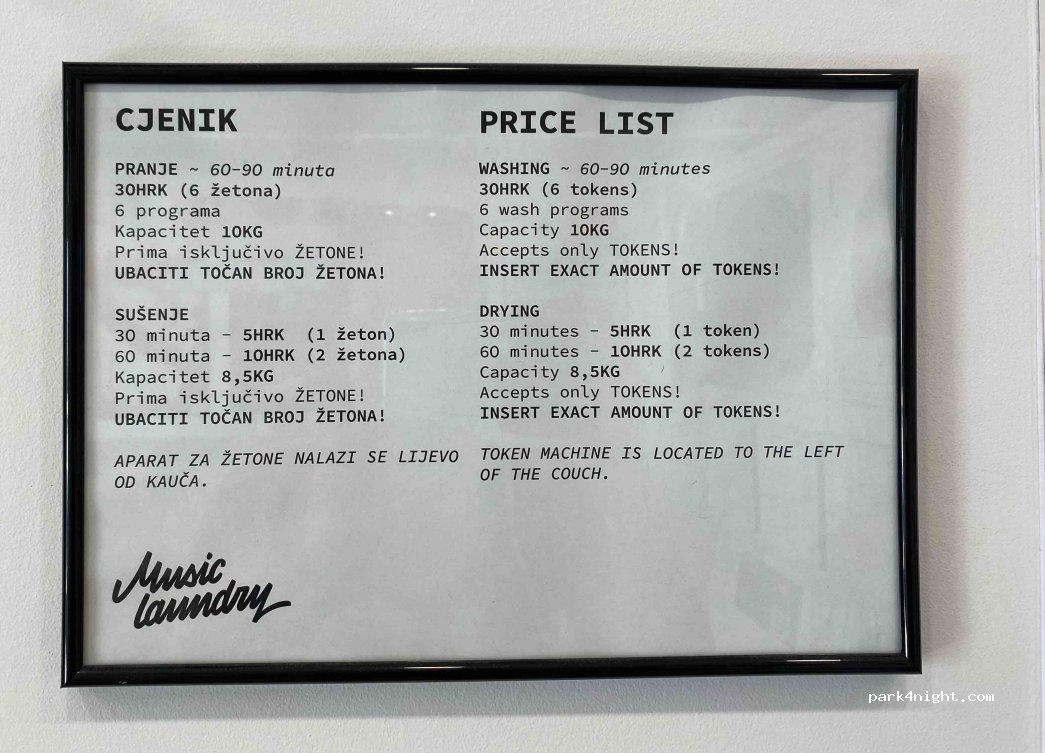 CJENIK
PRANJE ~ 60-90 minuta
30HRK (6 žetona)
6 programa
Kapacitet 10KG
Prima isključivo ŽETONE!
UBACITI TOČAN BROJ ŽETONA!
SUŠENJE
30 minuta - 5HRK (1 žeton)
60 minuta - 10HRK (2 žetona)
Kapacitet 8,5KG
Prima isključivo ŽETONE!
UBACITI TOČAN BROJ ŽETONA!
APARAT ZA ŽETONE NALAZI SE LIJEVO
OD KAUČA.
Music
laundry
PRICE LIST
WASHING ~ 60-90 minutes
30HRK (6 tokens)
6 wash programs
Capacity 10KG
Accepts only TOKENS!
INSERT EXACT AMOUNT OF TOKENS!
DRYING
30 minutes - 5HRK (1 token)
60 minutes - 10HRK (2 tokens)
Capacity 8,5KG
Accepts only TOKENS!
INSERT EXACT AMOUNT OF TOKENS!
TOKEN MACHINE IS LOCATED TO THE LEFT
OF THE COUCH.
park4night.com